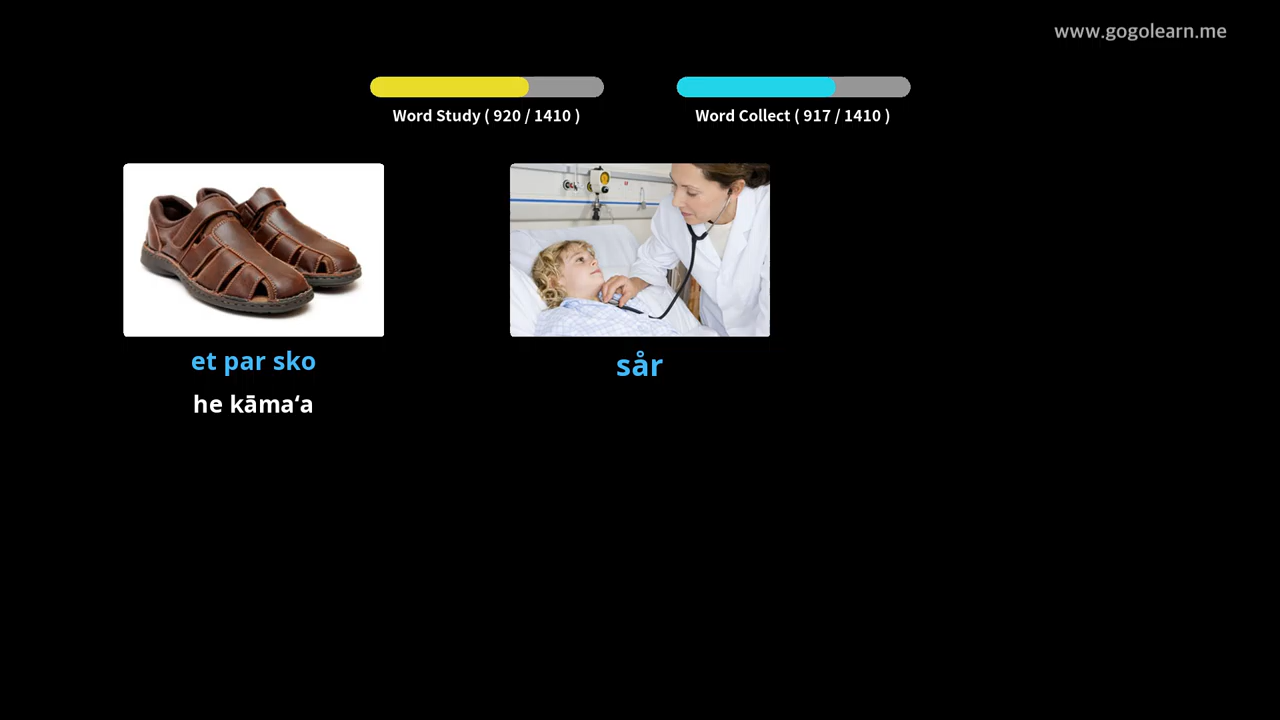 www.gogolearn.me
Word Study ( 920 / 1410 )
Word Collect ( 917 / 1410 )
et par sko
he kāmaʻa
sår